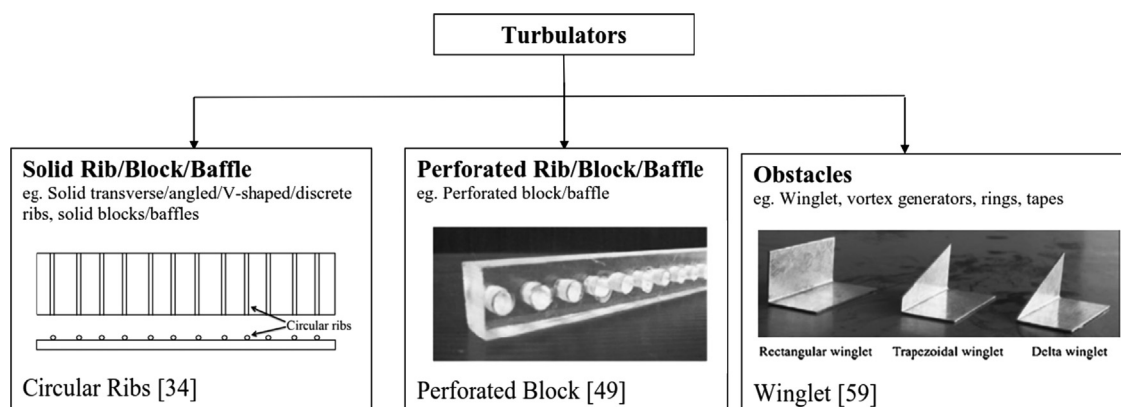 Turbulators
Solid Rib/Block/Baffle
eg. Solid transverse/angled/V-shaped/discrete
ribs, solid blocks/baffles
Circular ribs
Circular Ribs [34]
Perforated Rib/Block/Baffle
eg. Perforated block/baffle
Perforated Block [49]
Obstacles
eg. Winglet, vortex generators, rings, tapes
Rectangular winglet
Trapezoidal winglet
Delta winglet
Winglet [59]